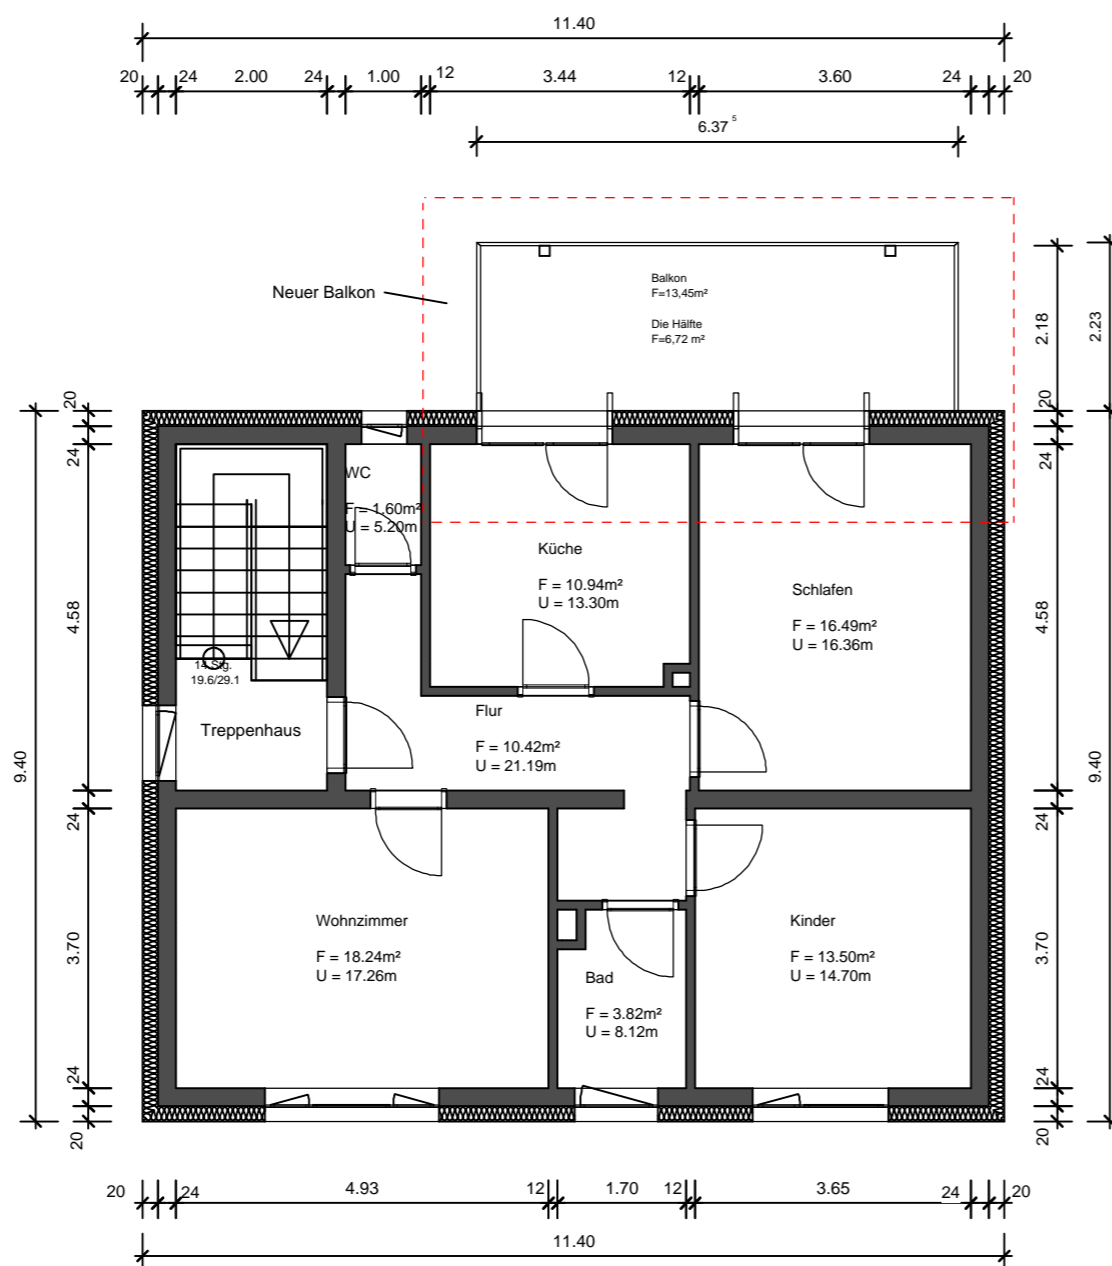 11.40
20 24 2.00 24 1.00 12 3.44 12 3.60 24 20
6.37 5
Neuer Balkon
Balkon
F=13,45m²
Die Hälfte
F=6,72 m²
2.18
2.23
20
24
4.58
9.40
24
3.70
24
20
20
24
4.58
9.40
24
3.70
24
20
WC
F = 1.60m²
U = 5.20m
Küche
F = 10.94m²
U = 13.30m
Schlafen
F = 16.49m²
U = 16.36m
14 Stg.
19.6/29.1
Treppenhaus
Flur
F = 10.42m²
U = 21.19m
Wohnzimmer
F = 18.24m²
U = 17.26m
Bad
F = 3.82m²
U = 8.12m
Kinder
F = 13.50m²
U = 14.70m
20 24 4.93 12 1.70 12 3.65 24 20
11.40